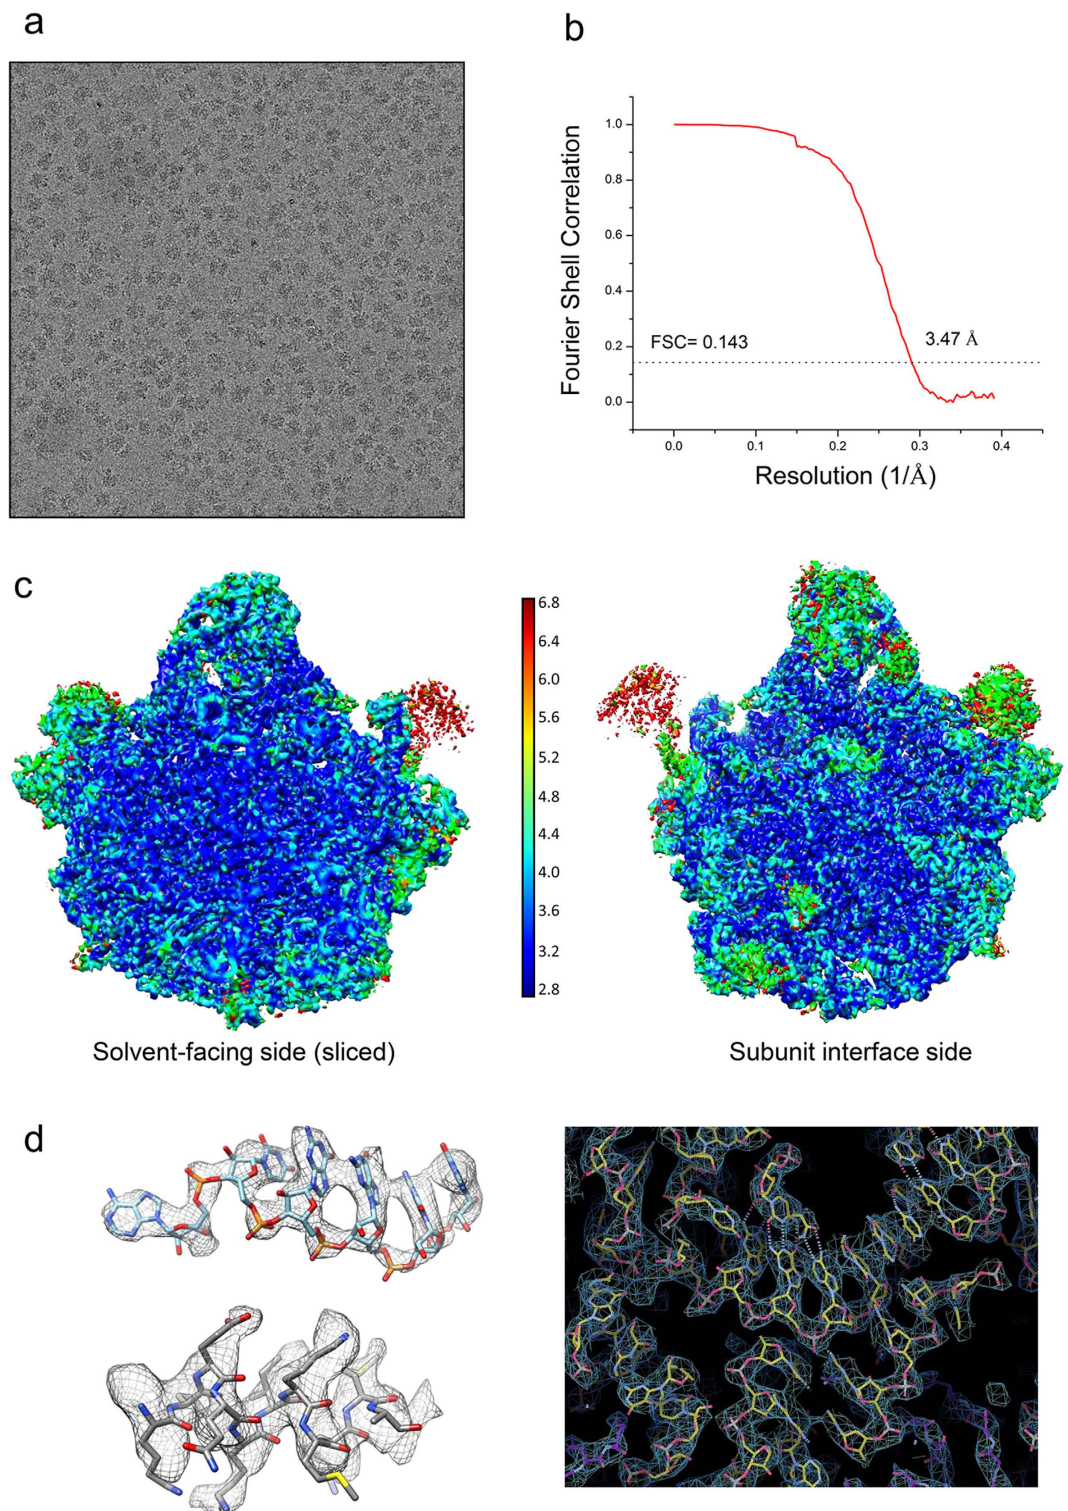 a
b
Fourier Shell Correlation
1.0
0.8
0.6
0.4
0.2
0.0
FSC= 0.143
3.47 Å
0.0
0.1
0.2
0.3
0.4
Resolution (1/Å)
c
6.8
6.4
6.0
5.6
5.2
4.8
4.4
4.0
3.6
3.2
2.8
Solvent-facing side (sliced)
Subunit interface side
d